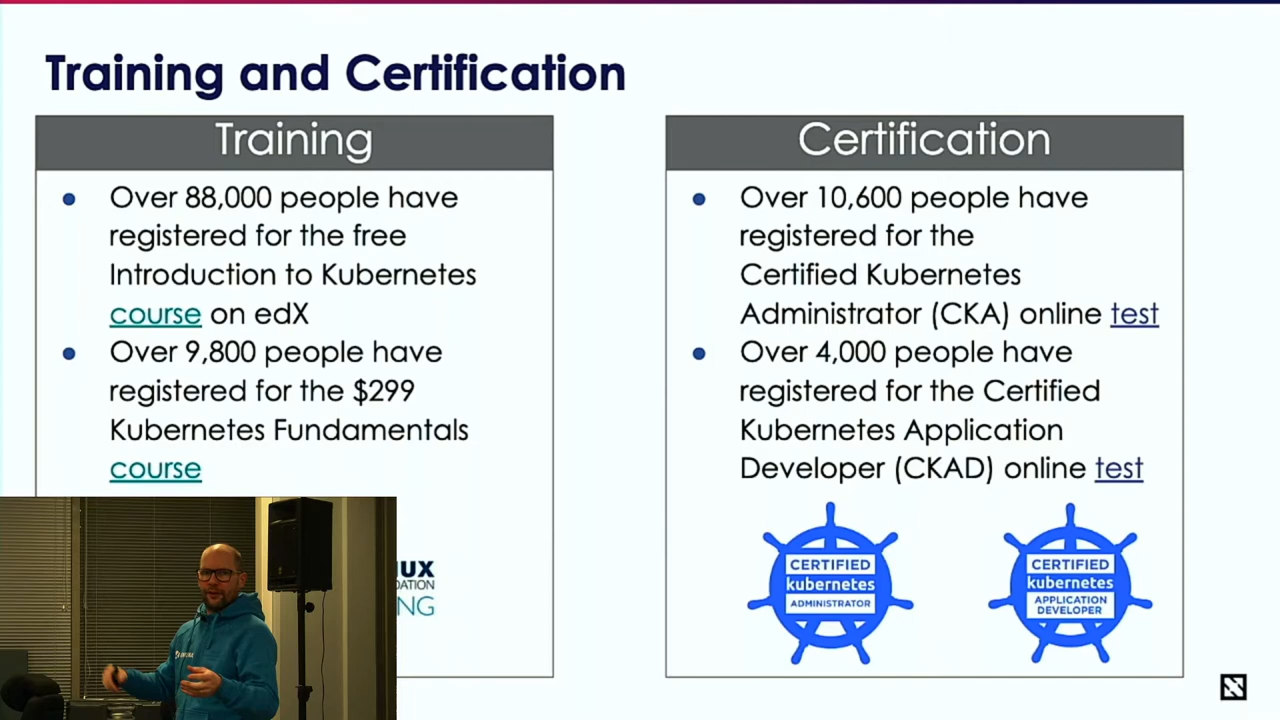 Training and Certification
Training
• Over 88,000 people have
registered for the free
Introduction to Kubernetes
course on edX
• Over 9,800 people have
registered for the $299
Kubernetes Fundamentals
course
Certification
• Over 10,600 people have
registered for the
Certified Kubernetes
Administrator (CKA) online test
• Over 4,000 people have
registered for the Certified
Kubernetes Application
Developer (CKAD) online test
CERTIFIED
kubernetes
ADMINISTRATOR
CERTIFIED
kubernetes
APPLICATION
DEVELOPER